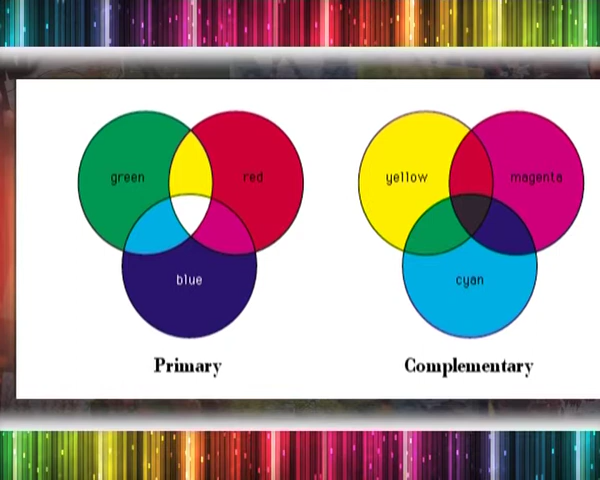 green
red
blue
Primary
yellow
magenta
cyan
Complementary